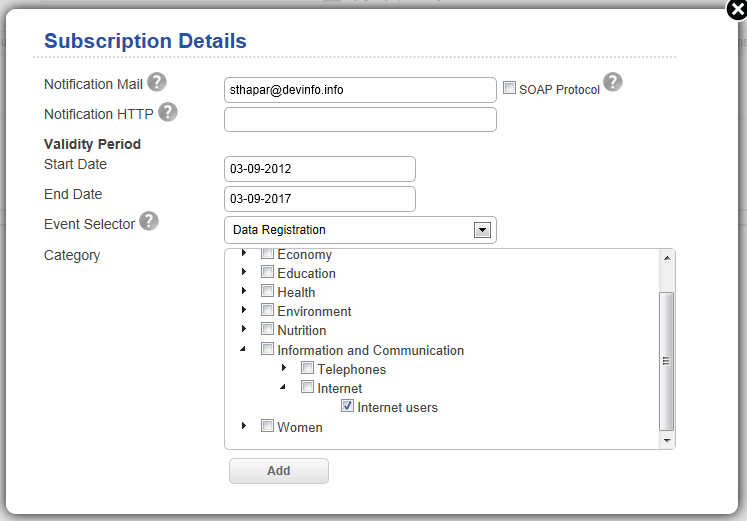 Subscription Details
Notification Mail ?
sthapar@devinfo.info
SOAP Protocol ?
Notification HTTP ?
Validity Period
Start Date
03-09-2012
End Date
03-09-2017
Event Selector ?
Data Registration
Category
Economy
Education
Health
Environment
Nutrition
Information and Communication
Telephones
Internet
Internet users
Women
Add